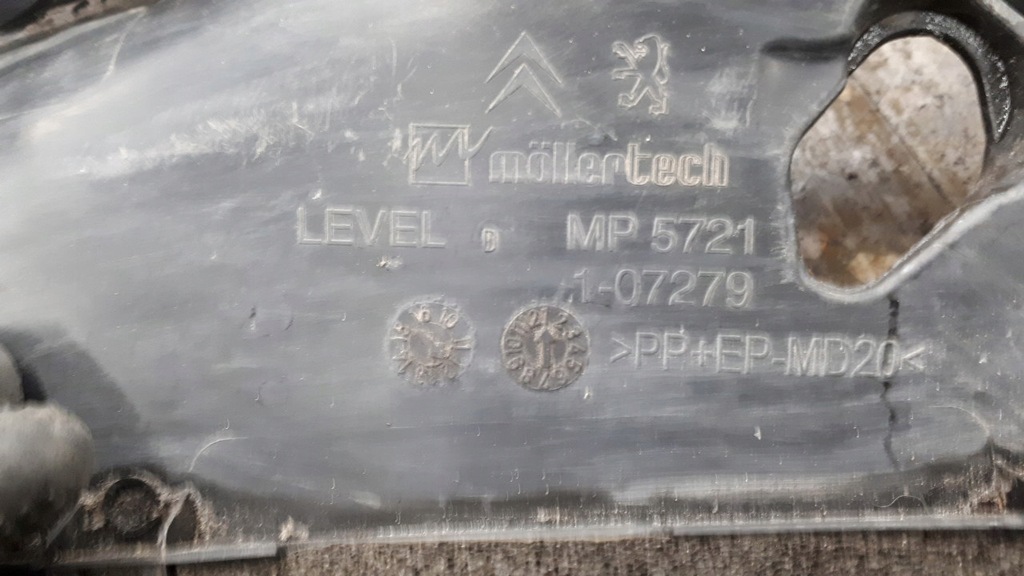 möllertech
LEVEL D MP 5721
1-07279
>PP+EP-MD20<